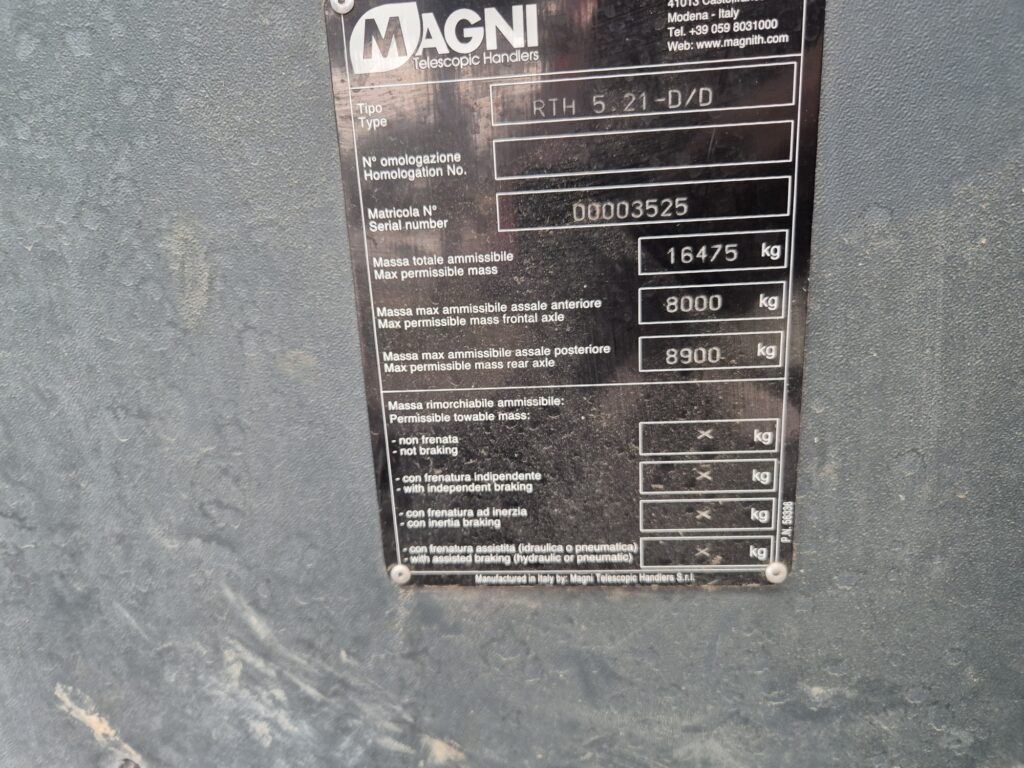 MAGNI
Telescopic Handlers
41013
Modena - Italy
Tel. +39 059 8031000
Web: www.magnith.com
Tipo
Type
RTH 5.21-D/D
N° omologazione
Homologation No.
Matricola N°
Serial number
00003525
Massa totale ammissibile
Max permissible mass
16475 kg
Massa max ammissibile assale anteriore
Max permissible mass frontal axle
8000 kg
Massa max ammissibile assale posteriore
Max permissible mass rear axle
8900 kg
Massa rimorchiabile ammissibile:
Permissible towable mass:
- non frenata
- not braking
× kg
- con frenatura indipendente
- with independent braking
× kg
- con frenatura ad inerzia
- con inertia braking
× kg
- con frenatura assistita (idraulica o pneumatica)
- with assisted braking (hydraulic or pneumatic)
× kg
P.N. 56336
Manufactured in Italy by: Magni Telescopic Handlers S.r.l.